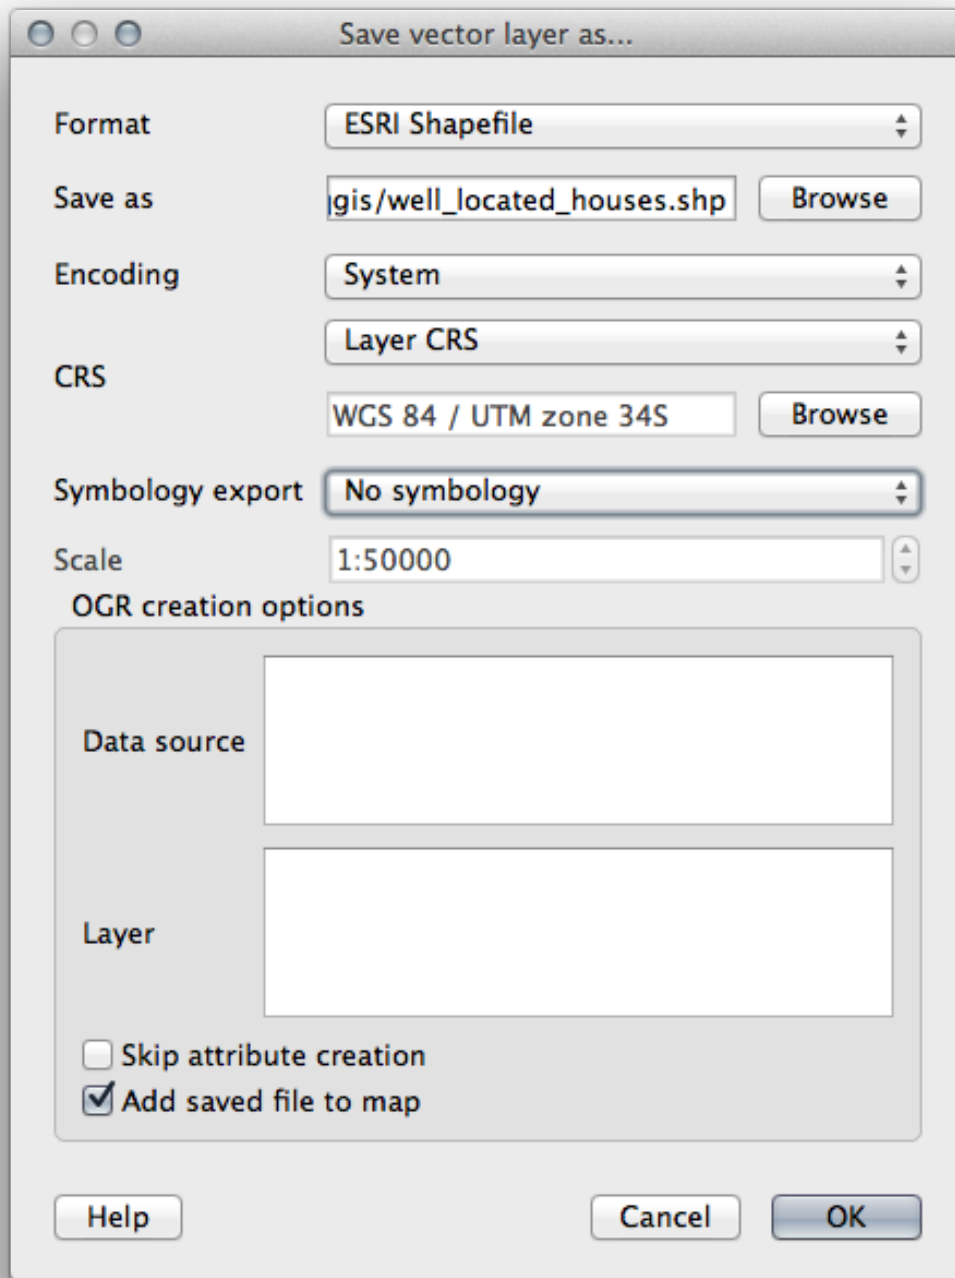 Save vector layer as...
Format ESRI Shapefile
Save as gis/well_located_houses.shp Browse
Encoding System
Layer CRS
CRS
WGS 84 / UTM zone 34S Browse
Symbology export No symbology
Scale 1:50000
OGR creation options
Data source
Layer
Skip attribute creation
Add saved file to map
Help Cancel OK